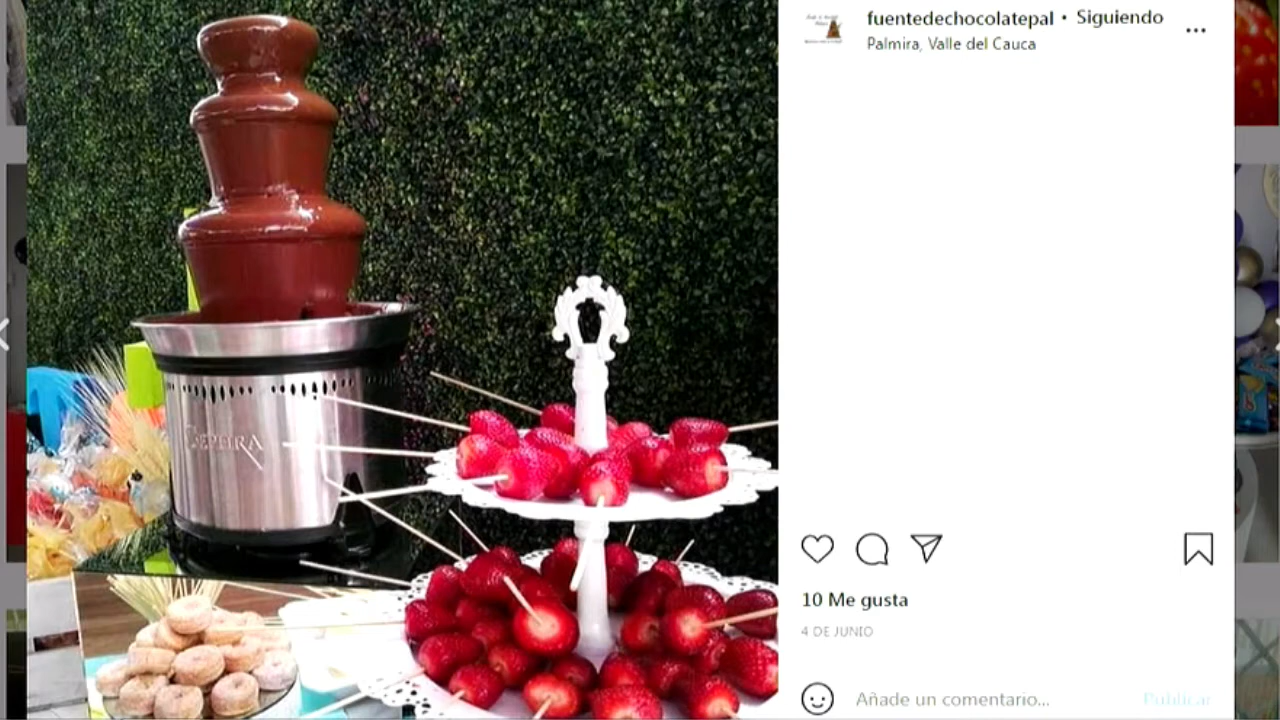 fuentedechocolatepal • Siguiendo
Palmira, Valle del Cauca
SEPHRA
10 Me gusta
4 DE JUNIO
Añade un comentario...
Publicar